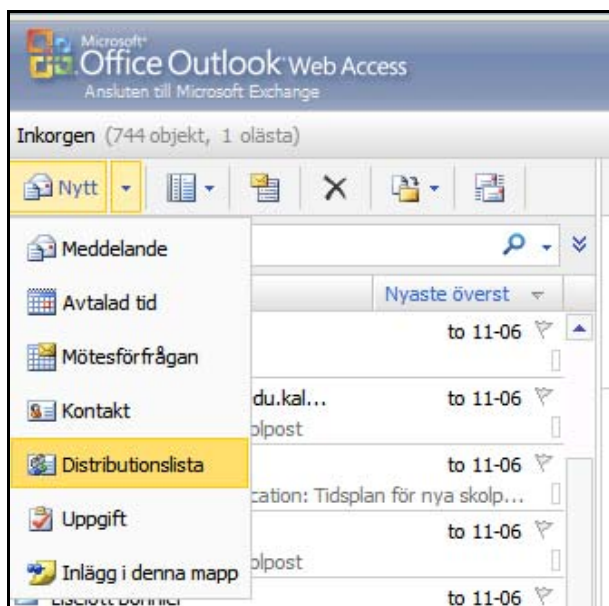 Microsoft®
Office Outlook Web Access
Ansluten till Microsoft Exchange
Inkorgen (744 objekt, 1 olästa)
Nytt
Meddelande
Avtalad tid
Nyaste överst
Mötesförfrågan
to 11-06
Kontakt
du.kal... to 11-06
olpost
Distributionslista
to 11-06
cation: Tidsplan för nya skolp...
Uppgift
to 11-06
Inlägg i denna mapp
olpost
to 11-06